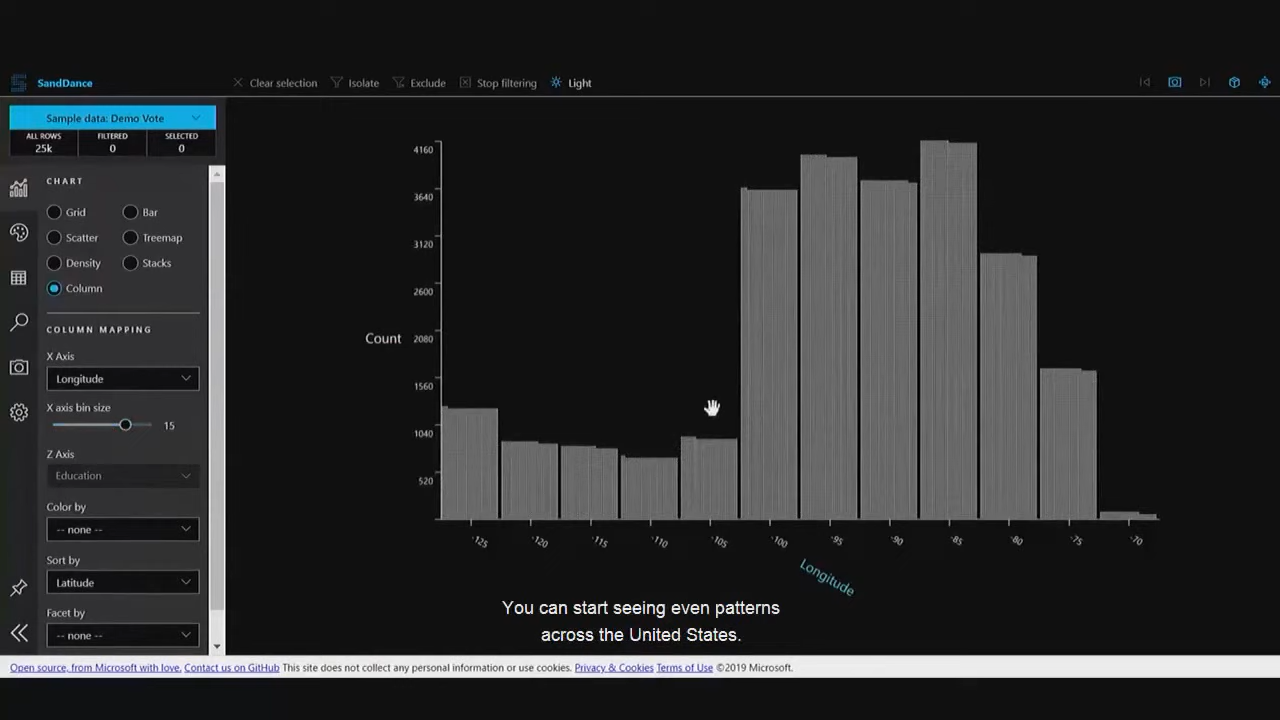 SandDance
Clear selection
Isolate
Exclude
Stop filtering
Light
Sample data: Demo Vote
ALL ROWS
FILTERED
SELECTED
25k
0
0
CHART
Grid
Bar
Scatter
Treemap
Density
Stacks
Column
COLUMN MAPPING
X Axis
Longitude
X axis bin size
15
Z Axis
Education
Color by
-- none --
Sort by
Latitude
Facet by
-- none --
4160
3640
3120
2600
Count
2080
1560
1040
520
-125
-120
-115
-110
-105
-100
-95
-90
-85
-80
-75
-70
Longitude
You can start seeing even patterns
across the United States.
Open source, from Microsoft with love. Contact us on GitHub This site does not collect any personal information or use cookies. Privacy & Cookies Terms of Use ©2019 Microsoft.